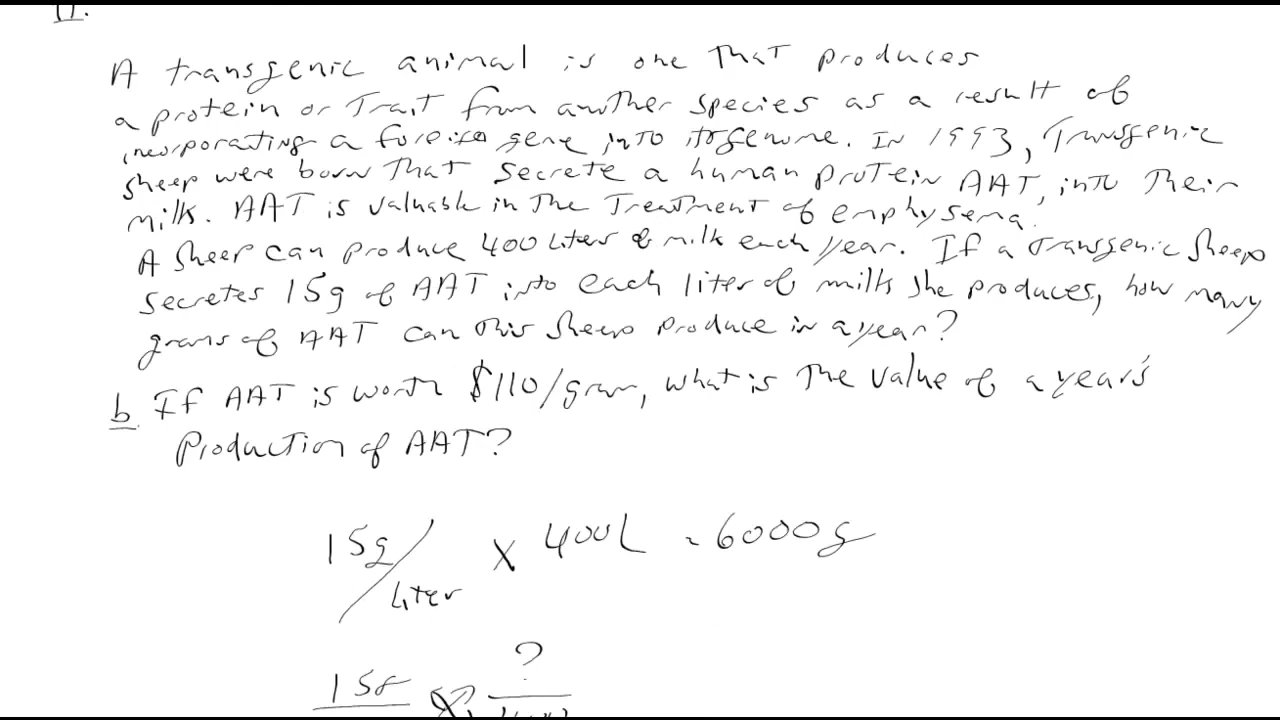 11.
A transgenic animal is one that produces
a protein or Trait from another species as a result of
incorporating a foreign gene into its genome. In 1993, Transgenic
sheep were born that secrete a human protein AAT, into their
milk. AAT is valuable in the Treatment of emphysema.
A sheep can produce 400 Liters of milk each year. If a transgenic sheep
secretes 15g of AAT into each liter of milk she produces, how many
grams of AAT can this sheep produce in a year?
b. If AAT is worth $110/gram, what is the value of a year's
Production of AAT?
15g/Liter x 400L = 6000g
?
15g